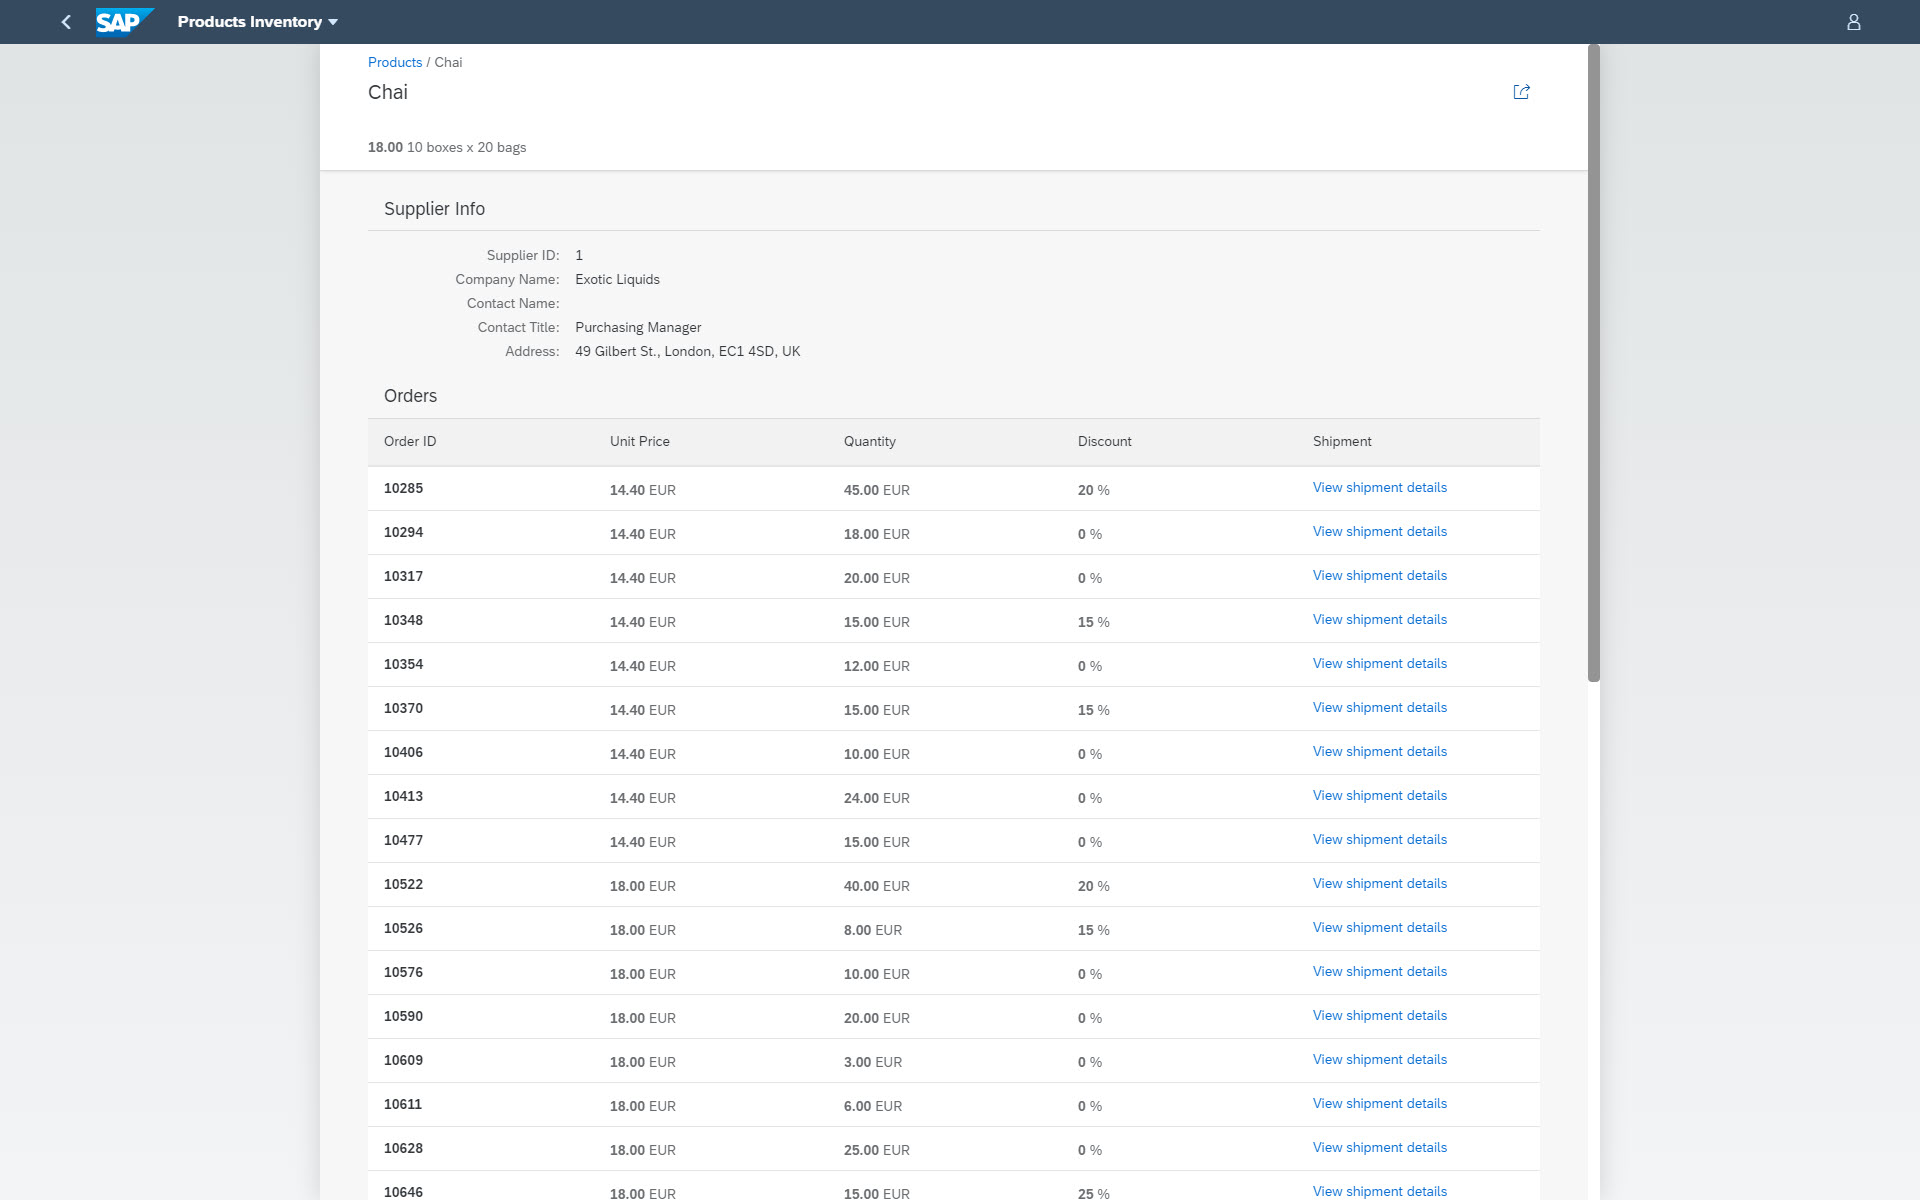 SAP Products Inventory
Products / Chai
Chai
18.00 10 boxes x 20 bags
Supplier Info
Supplier ID: 1
Company Name: Exotic Liquids
Contact Name:
Contact Title: Purchasing Manager
Address: 49 Gilbert St., London, EC1 4SD, UK
Orders
Order ID Unit Price Quantity Discount Shipment
10285 14.40 EUR 45.00 EUR 20 % View shipment details
10294 14.40 EUR 18.00 EUR 0 % View shipment details
10317 14.40 EUR 20.00 EUR 0 % View shipment details
10348 14.40 EUR 15.00 EUR 15 % View shipment details
10354 14.40 EUR 12.00 EUR 0 % View shipment details
10370 14.40 EUR 15.00 EUR 15 % View shipment details
10406 14.40 EUR 10.00 EUR 0 % View shipment details
10413 14.40 EUR 24.00 EUR 0 % View shipment details
10477 14.40 EUR 15.00 EUR 0 % View shipment details
10522 18.00 EUR 40.00 EUR 20 % View shipment details
10526 18.00 EUR 8.00 EUR 15 % View shipment details
10576 18.00 EUR 10.00 EUR 0 % View shipment details
10590 18.00 EUR 20.00 EUR 0 % View shipment details
10609 18.00 EUR 3.00 EUR 0 % View shipment details
10611 18.00 EUR 6.00 EUR 0 % View shipment details
10628 18.00 EUR 25.00 EUR 0 % View shipment details
10646 18.00 EUR 15.00 EUR 25 % View shipment details